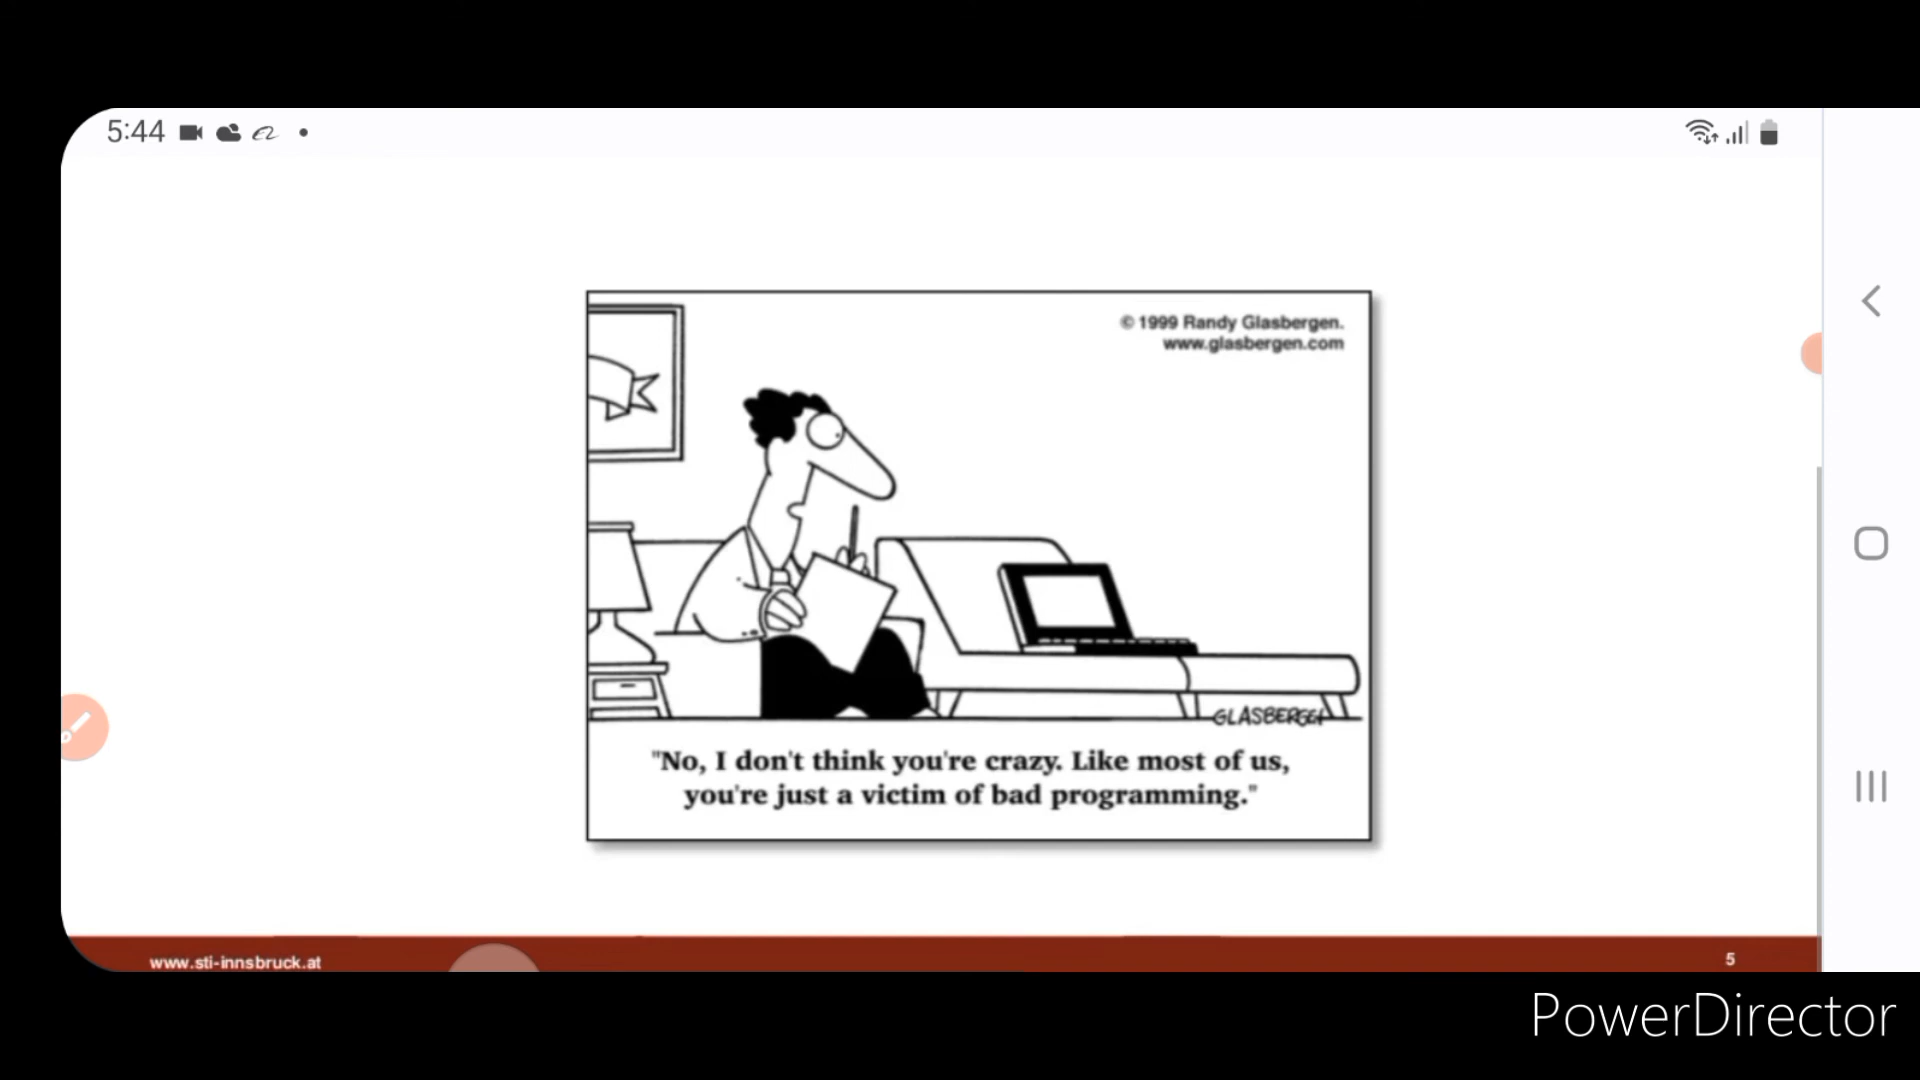 5:44
© 1999 Randy Glasbergen.
www.glasbergen.com
GLASBERGEN
"No, I don't think you're crazy. Like most of us,
you're just a victim of bad programming."
www.sti-innsbruck.at
5
PowerDirector